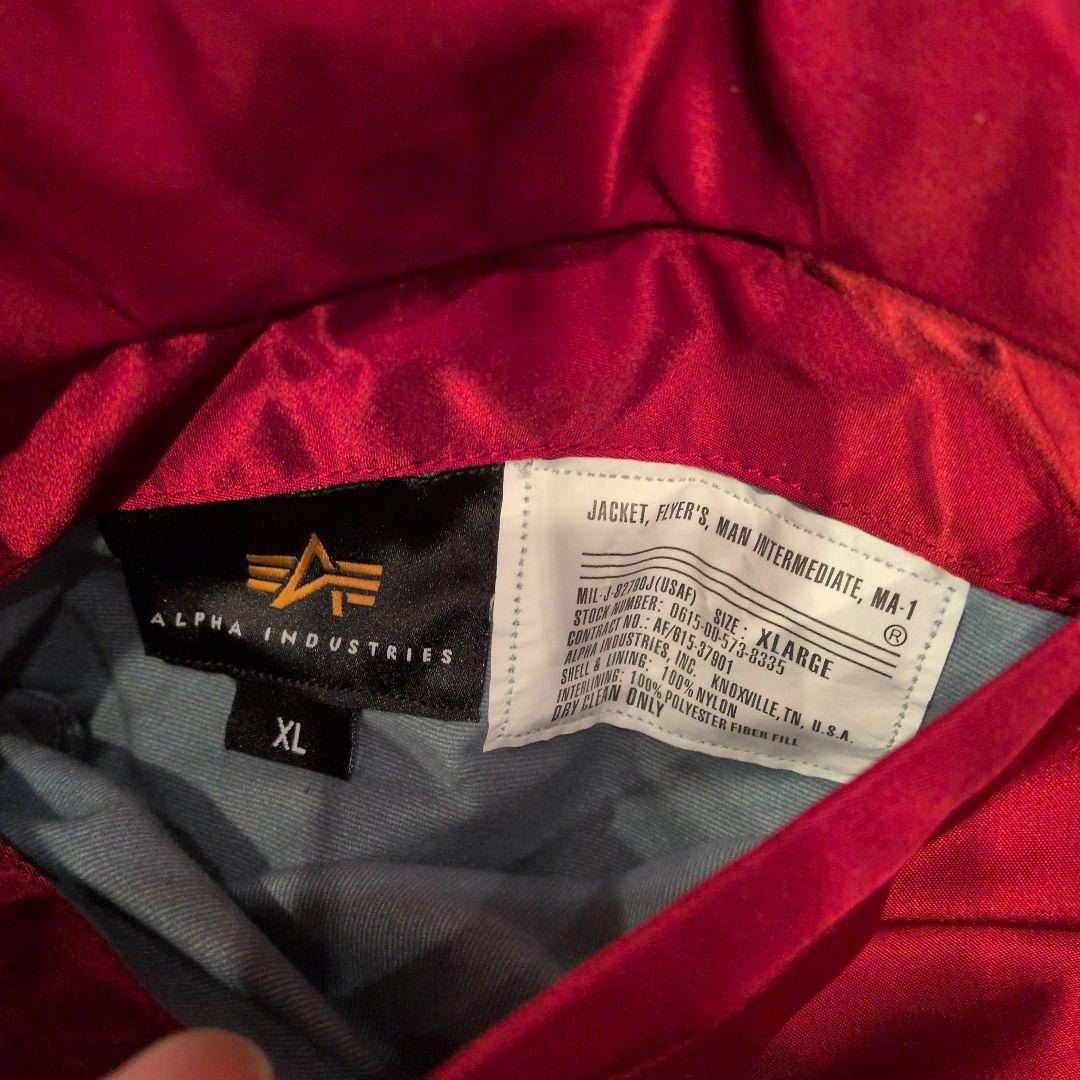 ALPHA INDUSTRIES
XL
JACKET, FLYER'S, MAN INTERMEDIATE, MA-1
®
MIL-J-82790J(USAF) SIZE: XLARGE
STOCK NUMBER: 0615-00-573-8335
CONTRACT NO.: AF/815-37901
ALPHA INDUSTRIES, INC. KNOXVILLE, TN, U.S.A.
SHELL & LINING: 100% NYLON
INTERLINING: 100% POLYESTER FIBER FILL
DRY CLEAN ONLY